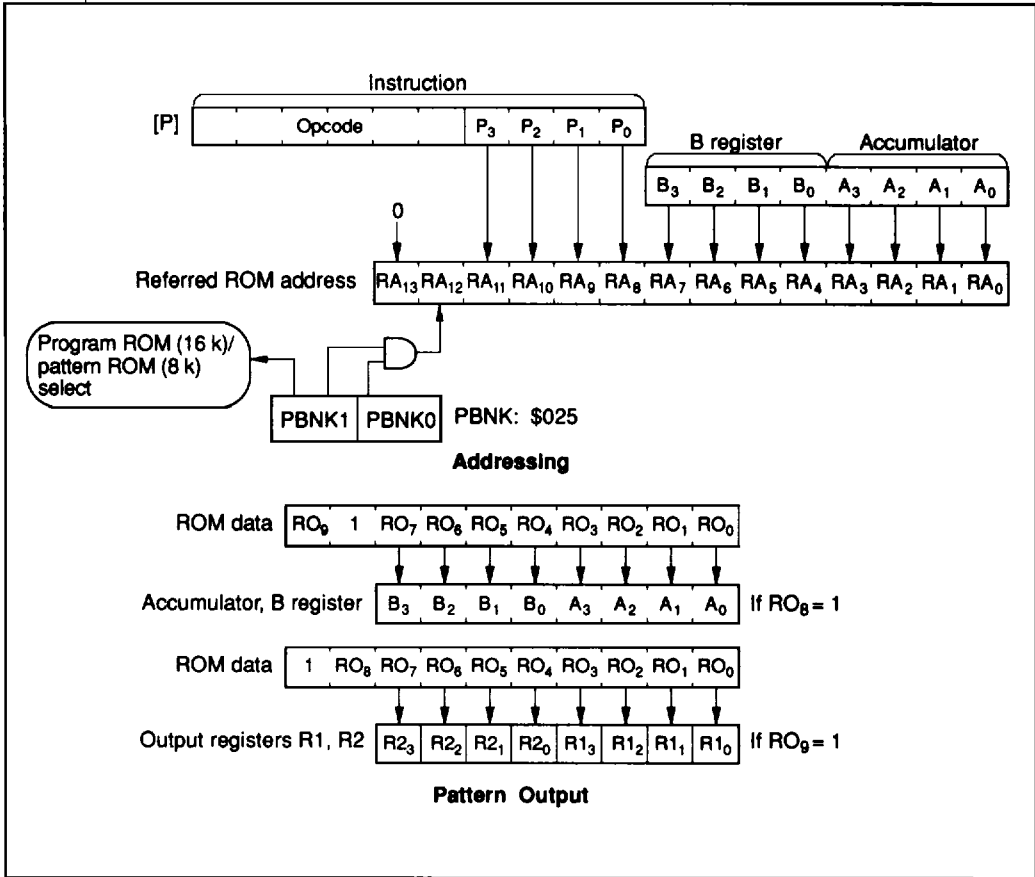 Instruction
[P] Opcode P3 P2 P1 P0
B register Accumulator
B3 B2 B1 B0 A3 A2 A1 A0
0
Referred ROM address RA13 RA12 RA11 RA10 RA9 RA8 RA7 RA6 RA5 RA4 RA3 RA2 RA1 RA0
Program ROM (16 k)/
pattern ROM (8 k)
select
PBNK1 PBNK0 PBNK: $025
Addressing
ROM data RO9 1 RO7 RO6 RO5 RO4 RO3 RO2 RO1 RO0
Accumulator, B register B3 B2 B1 B0 A3 A2 A1 A0 If RO8 = 1
ROM data 1 RO8 RO7 RO6 RO5 RO4 RO3 RO2 RO1 RO0
Output registers R1, R2 R23 R22 R21 R20 R13 R12 R11 R10 If RO9 = 1
Pattern Output